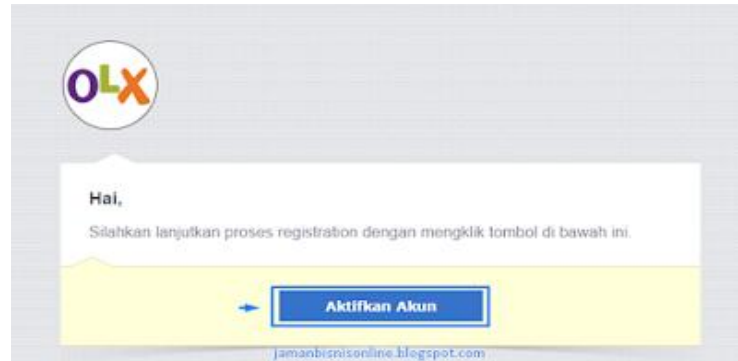 OLX
Hai,
Silahkan lanjutkan proses registration dengan mengklik tombol di bawah ini.
Aktifkan Akun
jamanbisnisonline.blogspot.com